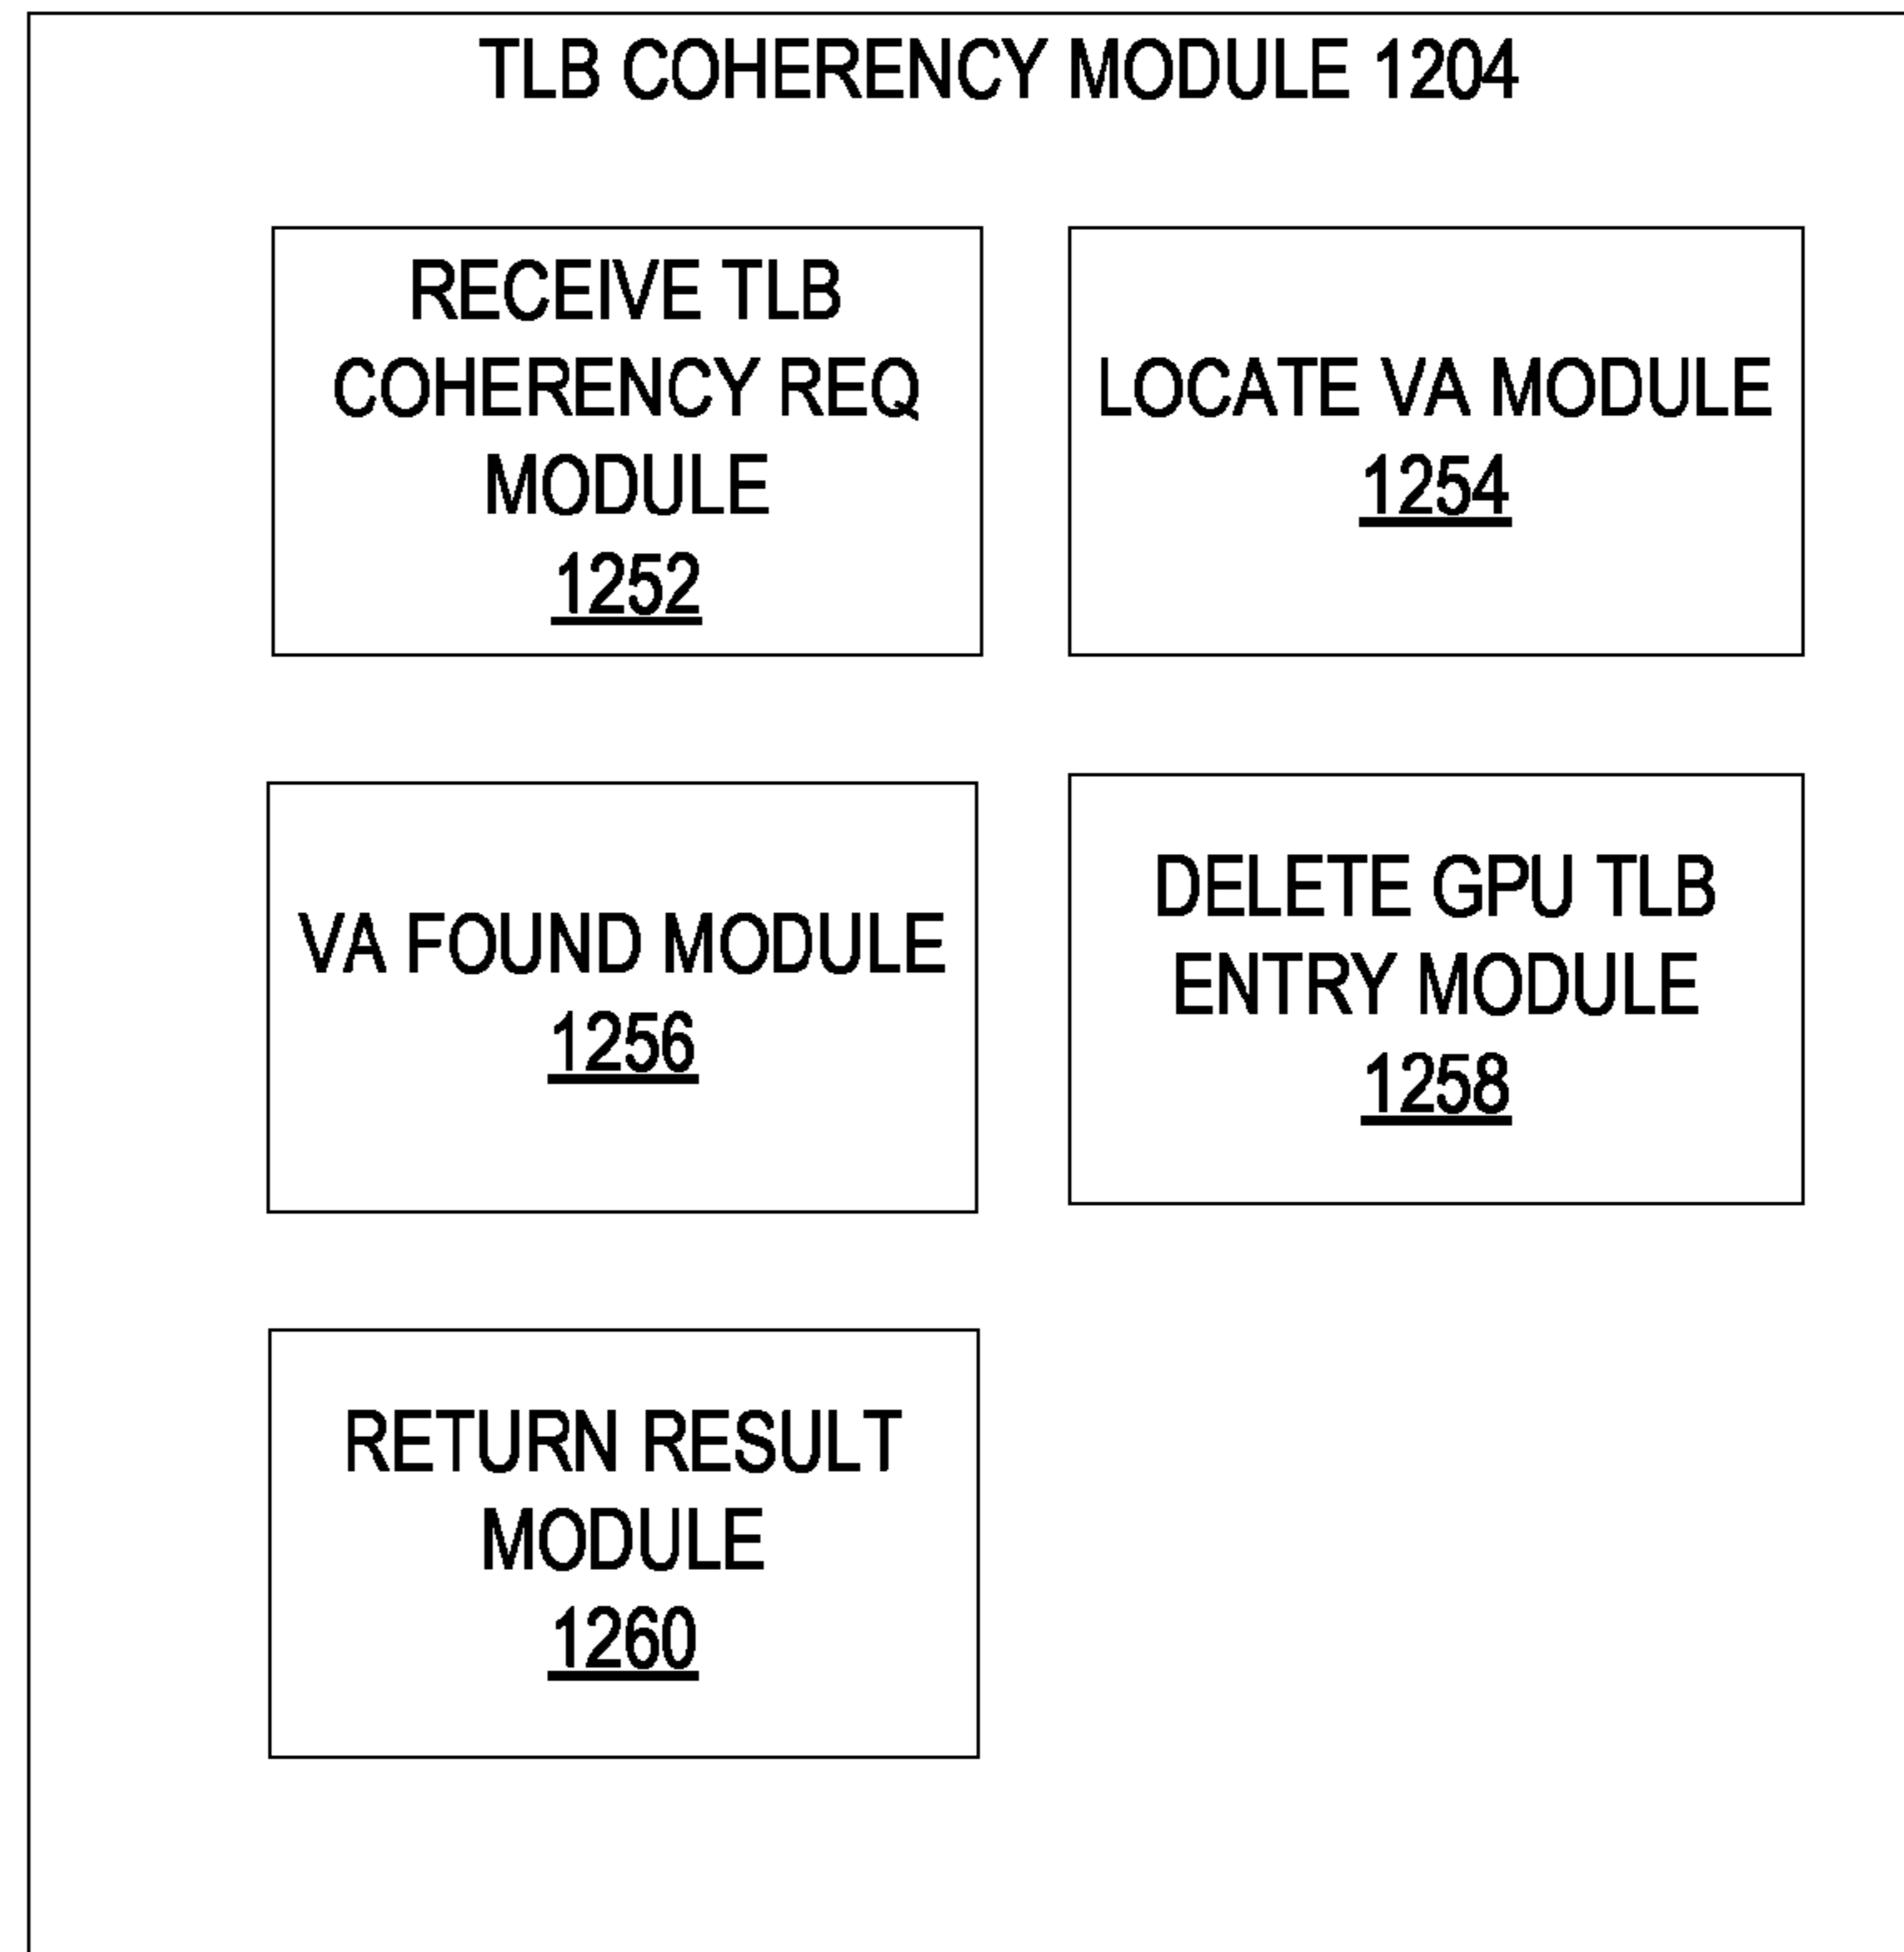 TLB COHERENCY MODULE 1204
RECEIVE TLB
COHERENCY REQ
MODULE
1252
LOCATE VA MODULE
1254
VA FOUND MODULE
1256
DELETE GPU TLB
ENTRY MODULE
1258
RETURN RESULT
MODULE
1260